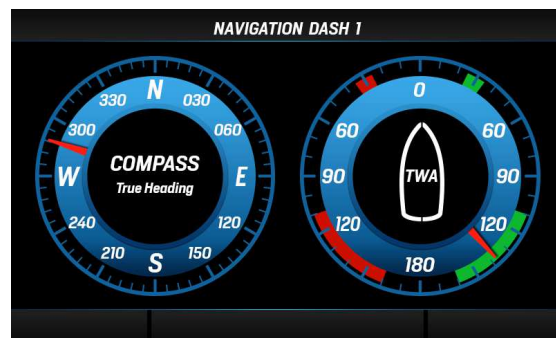 NAVIGATION DASH 1
N
330 030
300 060
COMPASS
True Heading
W E
240 120
210 150
S
0
60 60
90 TWA 90
120 120
180